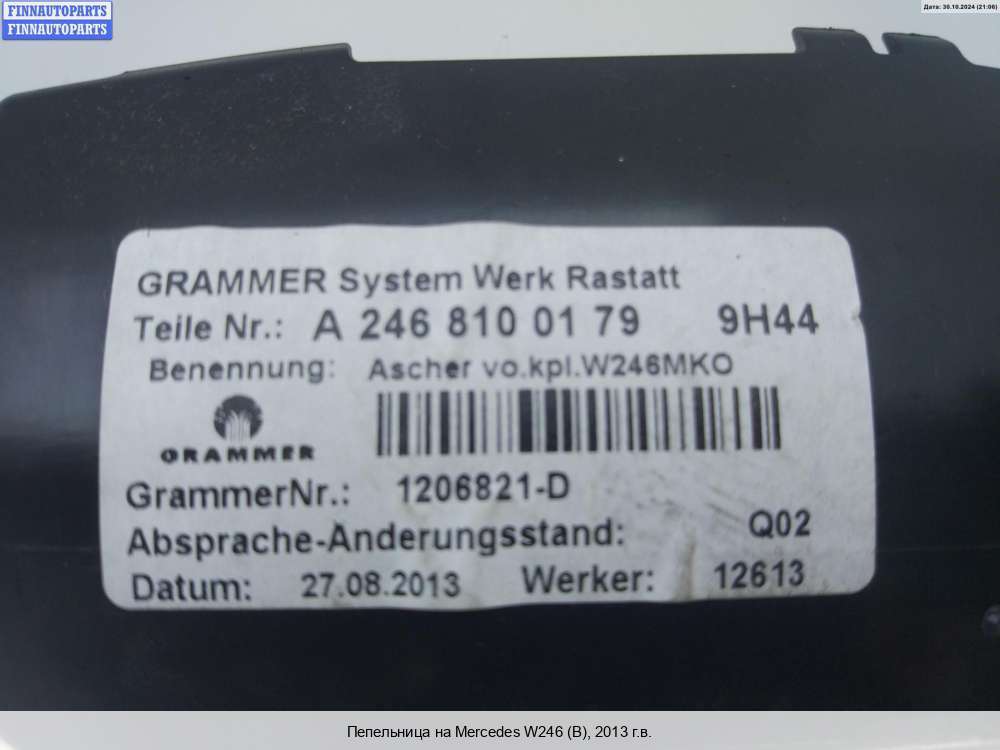 FINNAUTOPARTS
FINNAUTOPARTS
Дата: 30.10.2024 (21:06)
GRAMMER System Werk Rastatt
Teile Nr.: A 246 810 01 79 9H44
Benennung: Ascher vo.kpl.W246MKO
GRAMMER
GrammerNr.: 1206821-D
Absprache-Änderungsstand: Q02
Datum: 27.08.2013 Werker: 12613
Пепельница на Mercedes W246 (B), 2013 г.в.